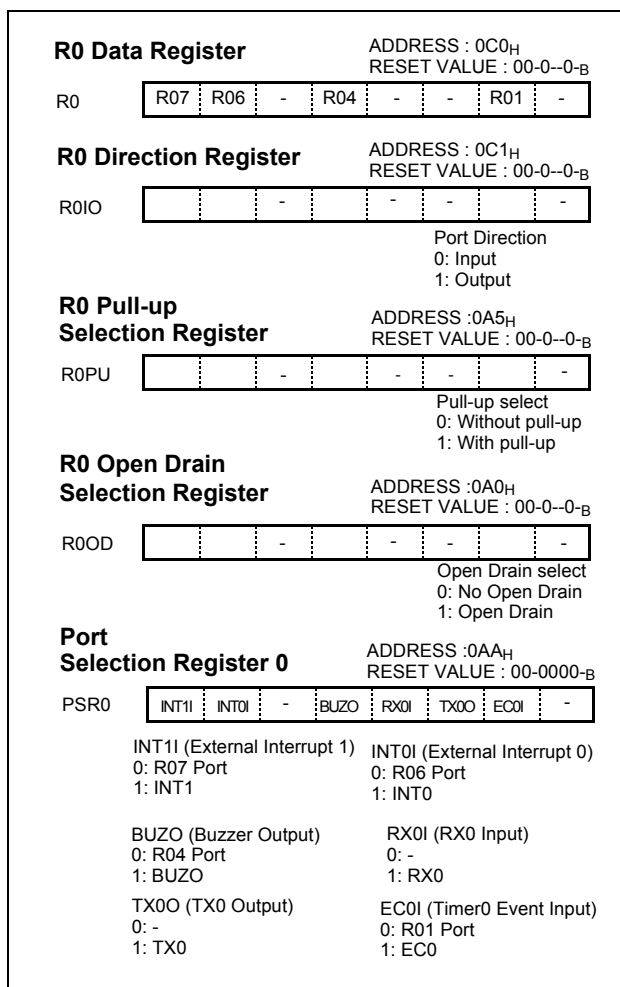 R0 Data Register
ADDRESS : 0C0H
RESET VALUE : 00-0--0-B
R0 R07 R06 - R04 - - R01 -
R0 Direction Register
ADDRESS : 0C1H
RESET VALUE : 00-0--0-B
R0IO - - - -
Port Direction
0: Input
1: Output
R0 Pull-up
Selection Register
ADDRESS :0A5H
RESET VALUE : 00-0--0-B
R0PU - - - -
Pull-up select
0: Without pull-up
1: With pull-up
R0 Open Drain
Selection Register
ADDRESS :0A0H
RESET VALUE : 00-0--0-B
R0OD - - - -
Open Drain select
0: No Open Drain
1: Open Drain
Port
Selection Register 0
ADDRESS :0AAH
RESET VALUE : 00-0000-B
PSR0 INT1I INT0I - BUZO RX0I TX0O EC0I -
INT1I (External Interrupt 1)
0: R07 Port
1: INT1
INT0I (External Interrupt 0)
0: R06 Port
1: INT0
BUZO (Buzzer Output)
0: R04 Port
1: BUZO
RX0I (RX0 Input)
0: -
1: RX0
TX0O (TX0 Output)
0: -
1: TX0
EC0I (Timer0 Event Input)
0: R01 Port
1: EC0